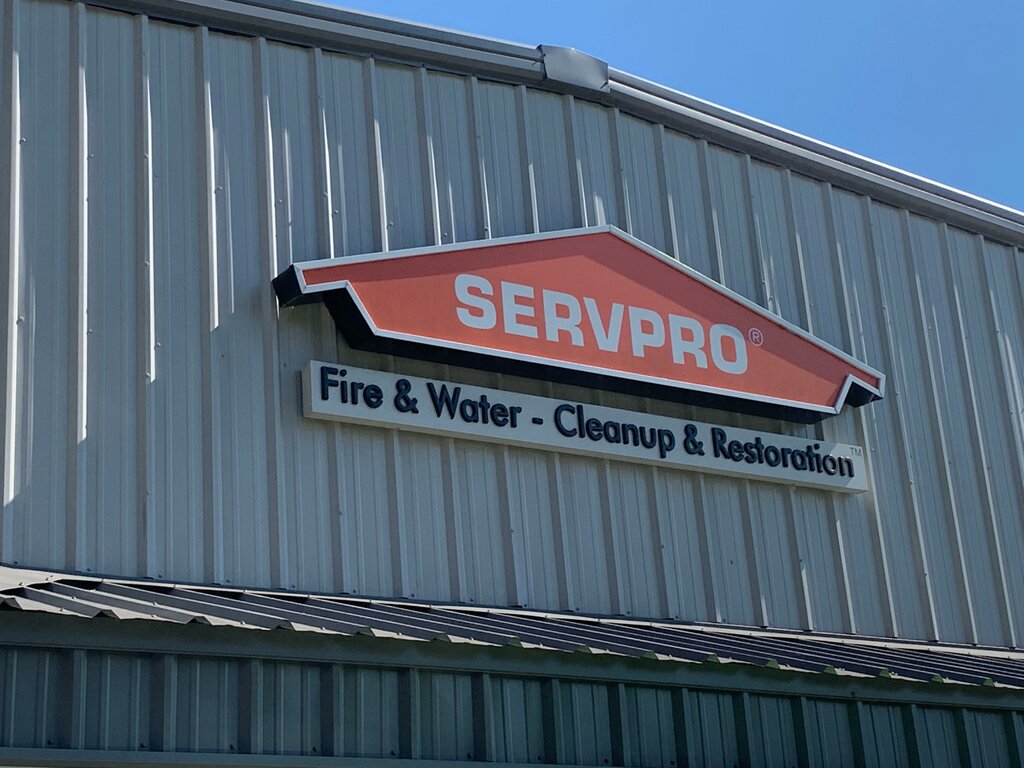 SERVPRO®
Fire & Water - Cleanup & Restoration™